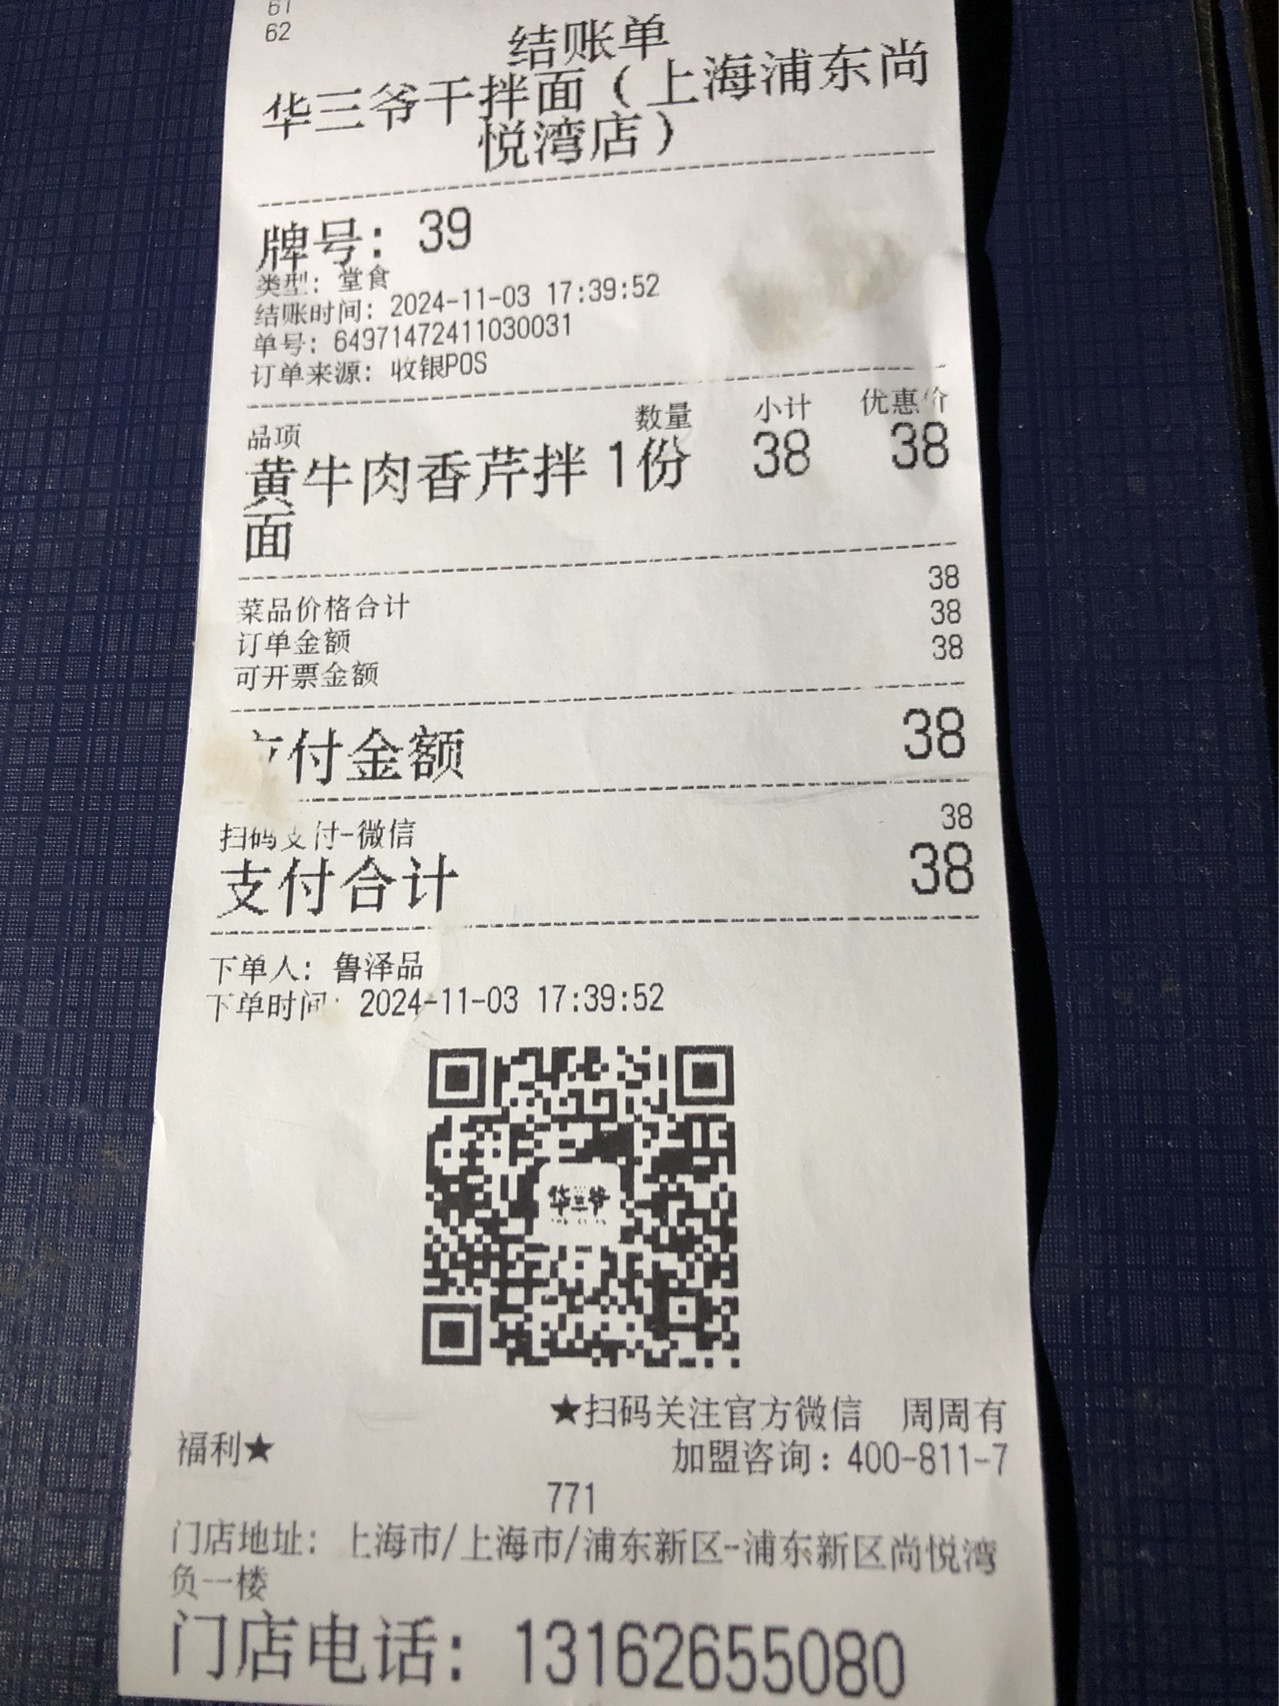 61
62
结账单
华三爷干拌面（上海浦东尚
悦湾店）
牌号：39
类型：堂食
结账时间：2024-11-03 17:39:52
单号：64971472411030031
订单来源：收银POS
品项 数量 小计 优惠价
黄牛肉香芹拌 1份 38 38
面
菜品价格合计 38
订单金额 38
可开票金额 38
支付金额 38
扫码支付-微信 38
支付合计 38
下单人：鲁泽品
下单时间：2024-11-03 17:39:52
华三爷
★扫码关注官方微信 周周有
福利★ 加盟咨询：400-811-7
771
门店地址：上海市/上海市/浦东新区-浦东新区尚悦湾
负一楼
门店电话：13162655080